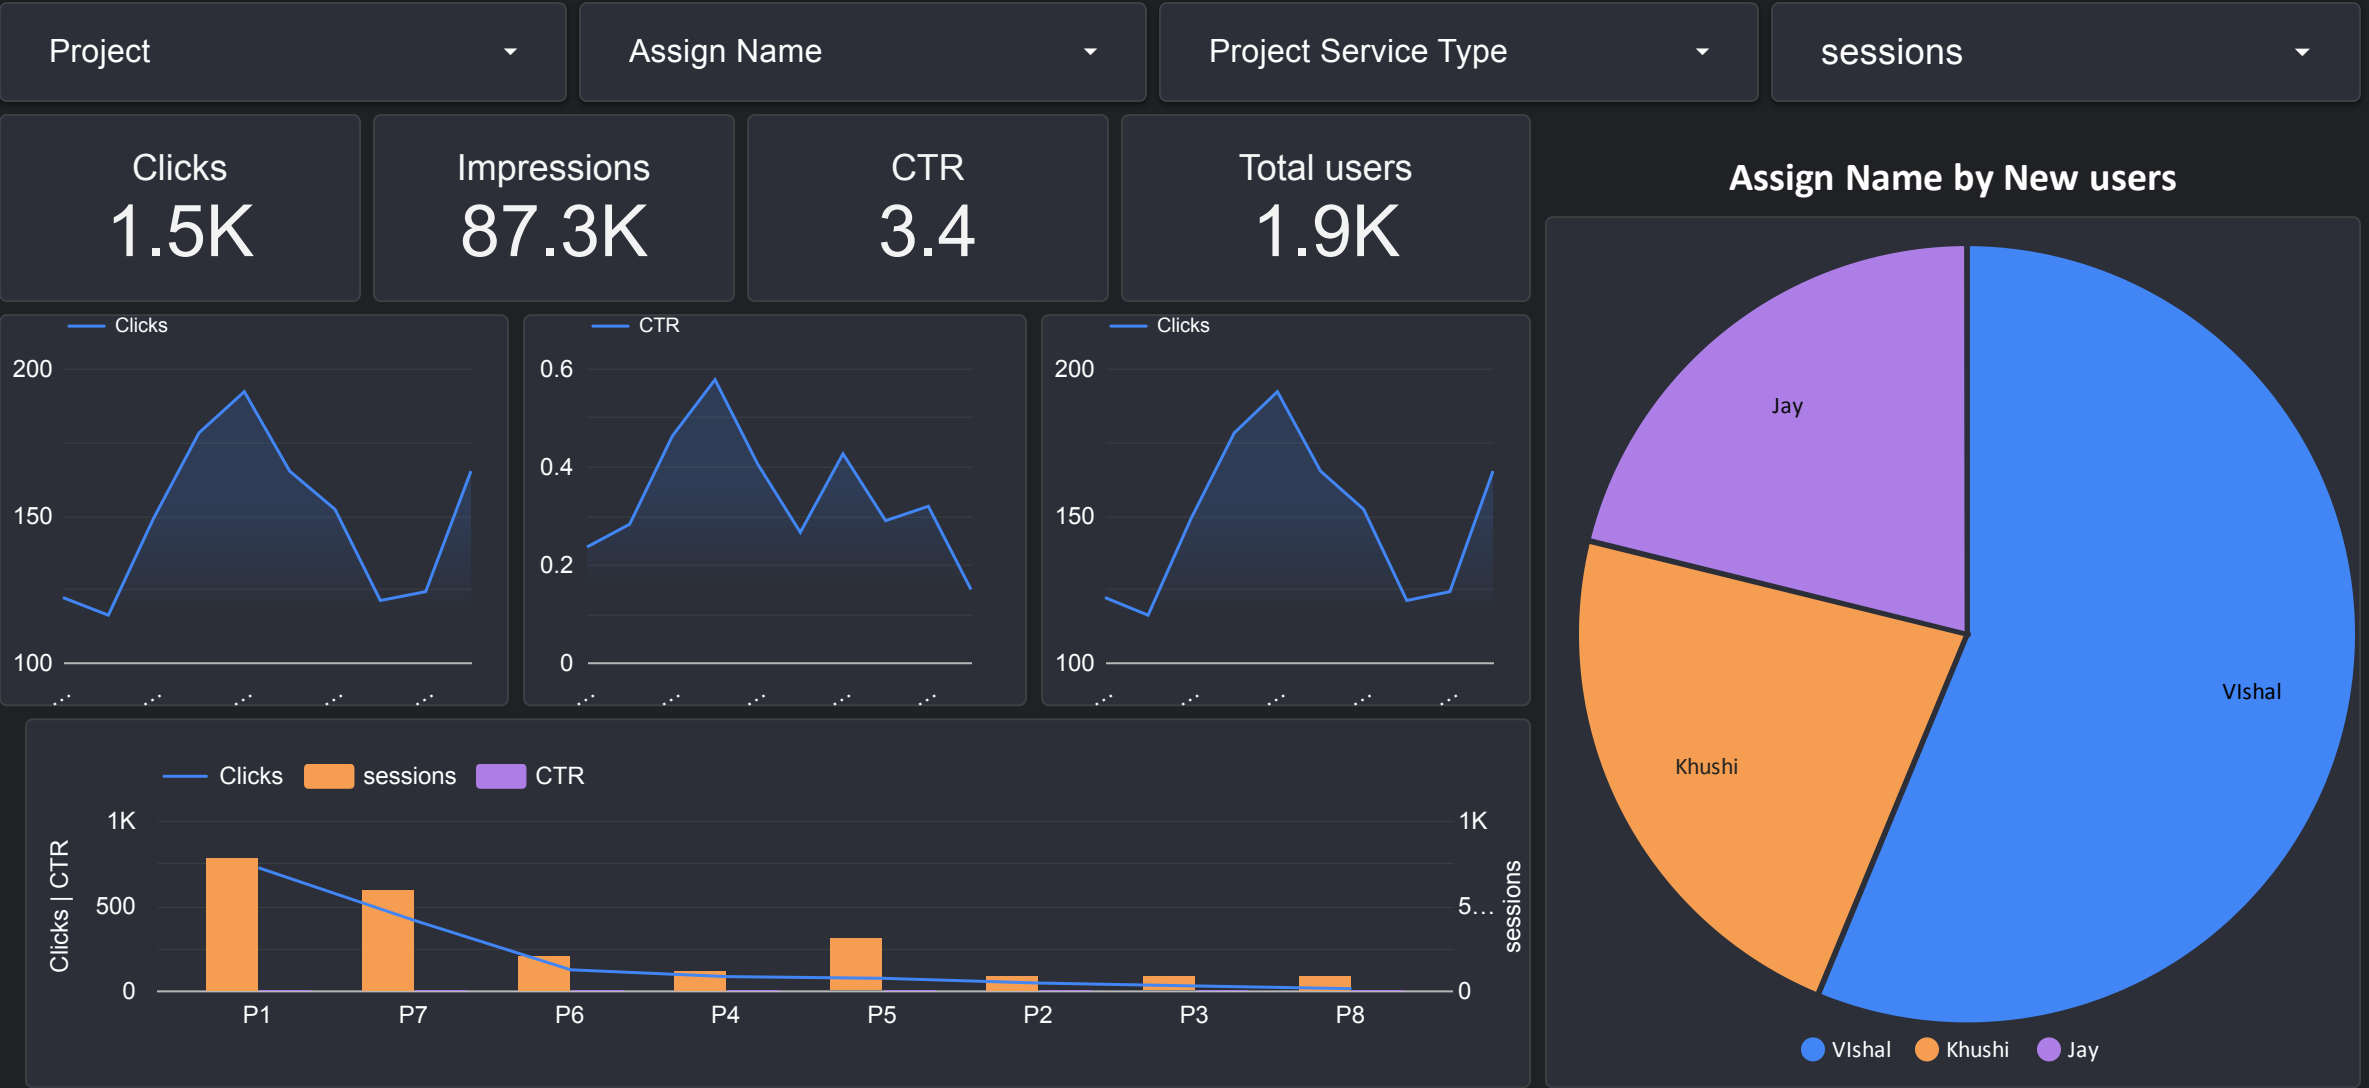 Project
Assign Name
Project Service Type
sessions
Clicks
1.5K
Impressions
87.3K
CTR
3.4
Total users
1.9K
Assign Name by New users
Clicks
200
150
100
CTR
0.6
0.4
0.2
0
Clicks
200
150
100
Jay
VIshal
Khushi
VIshal
Khushi
Jay
Clicks
sessions
CTR
Clicks | CTR
1K
500
0
1K
5...
0
sessions
P1
P7
P6
P4
P5
P2
P3
P8